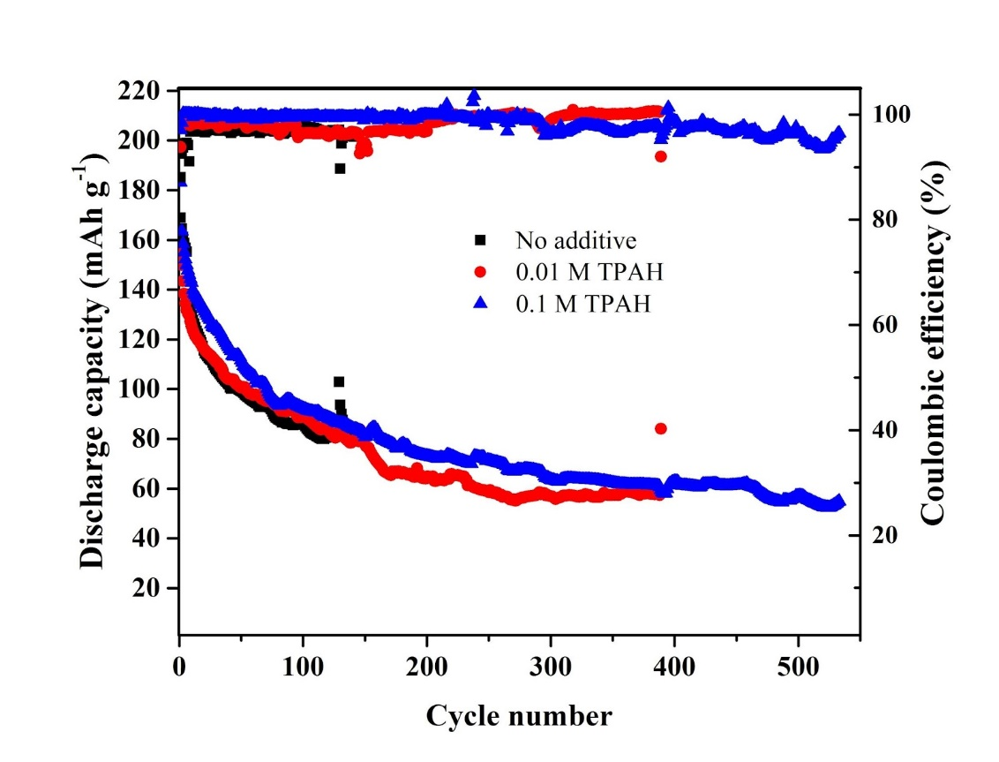 220
200
180
160
140
120
100
80
60
40
20
Discharge capacity (mAh g⁻¹)
No additive
0.01 M TPAH
0.1 M TPAH
100
80
60
40
20
Coulombic efficiency (%)
0 100 200 300 400 500
Cycle number